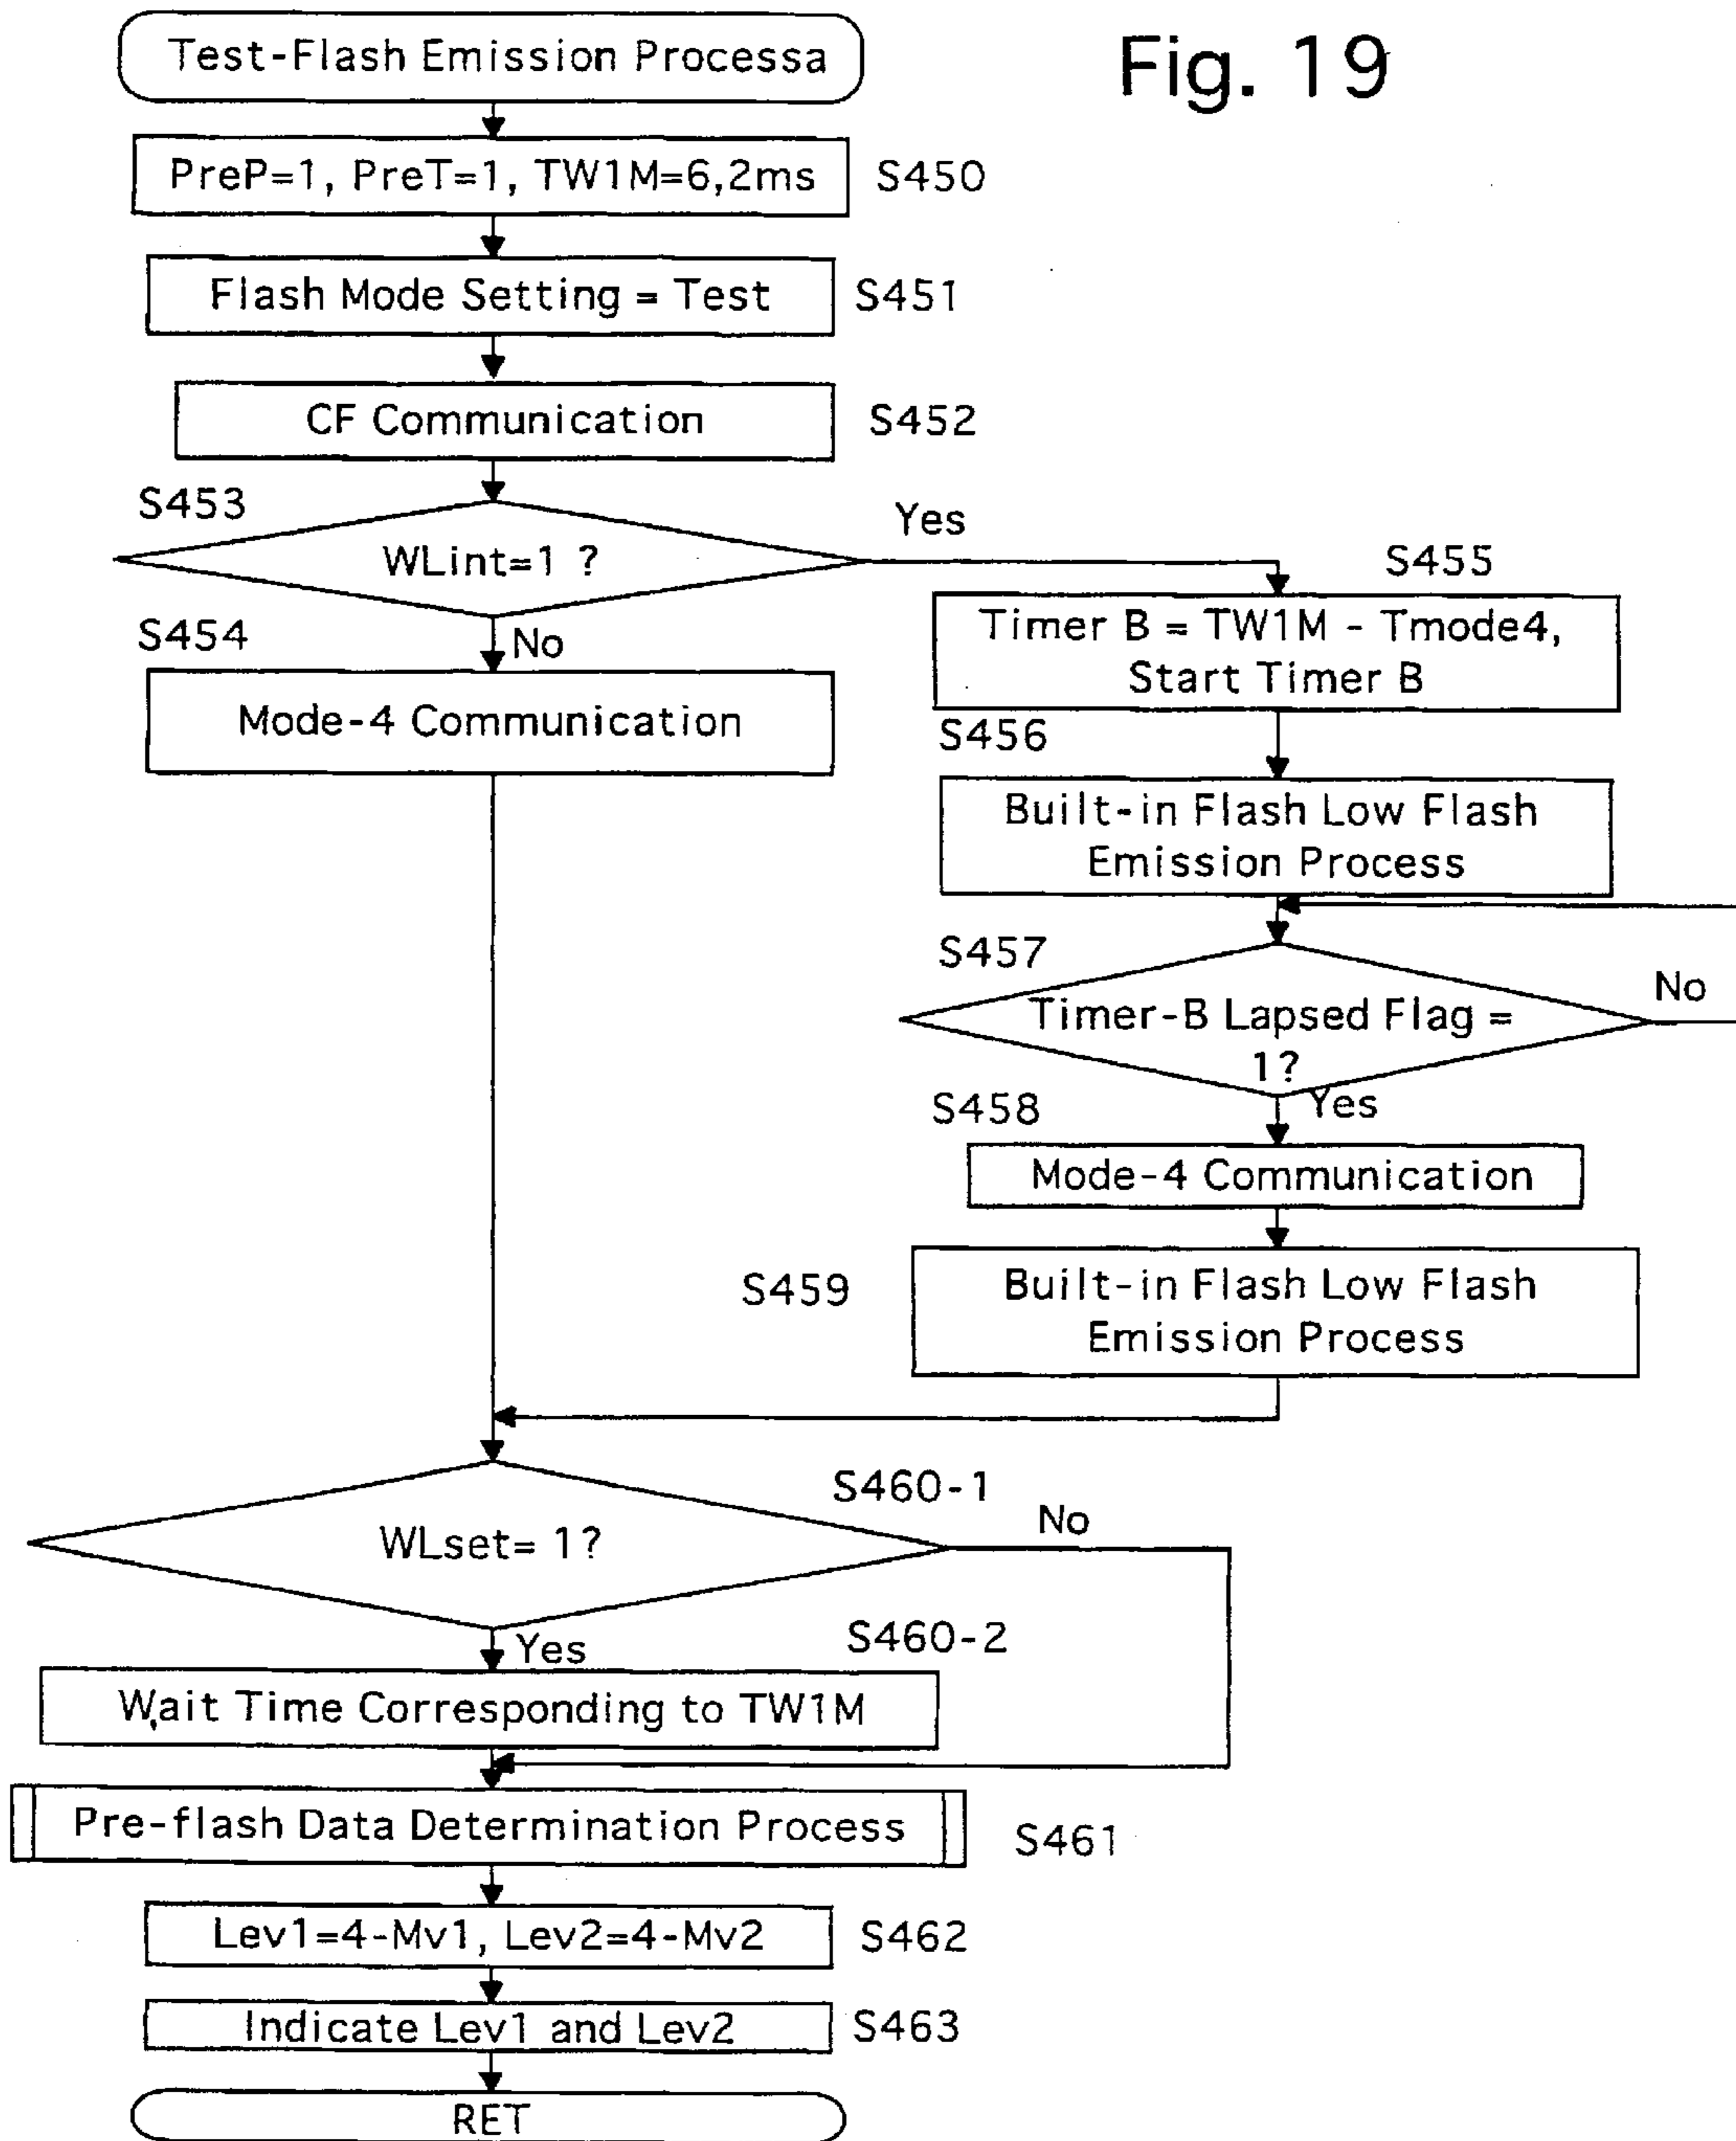 Fig. 19
Test-Flash Emission Processa
PreP=1, PreT=1, TW1M=6,2ms
S450
Flash Mode Setting = Test
S451
CF Communication
S452
S453
WLint=1 ?
Yes
No
S454
Mode-4 Communication
S455
Timer B = TW1M - Tmode4,
Start Timer B
S456
Built-in Flash Low Flash
Emission Process
S457
Timer-B Lapsed Flag =
1?
No
Yes
S458
Mode-4 Communication
S459
Built-in Flash Low Flash
Emission Process
S460-1
WLset= 1?
No
Yes
S460-2
Wait Time Corresponding to TW1M
Pre-flash Data Determination Process
S461
Lev1=4-Mv1, Lev2=4-Mv2
S462
Indicate Lev1 and Lev2
S463
RET